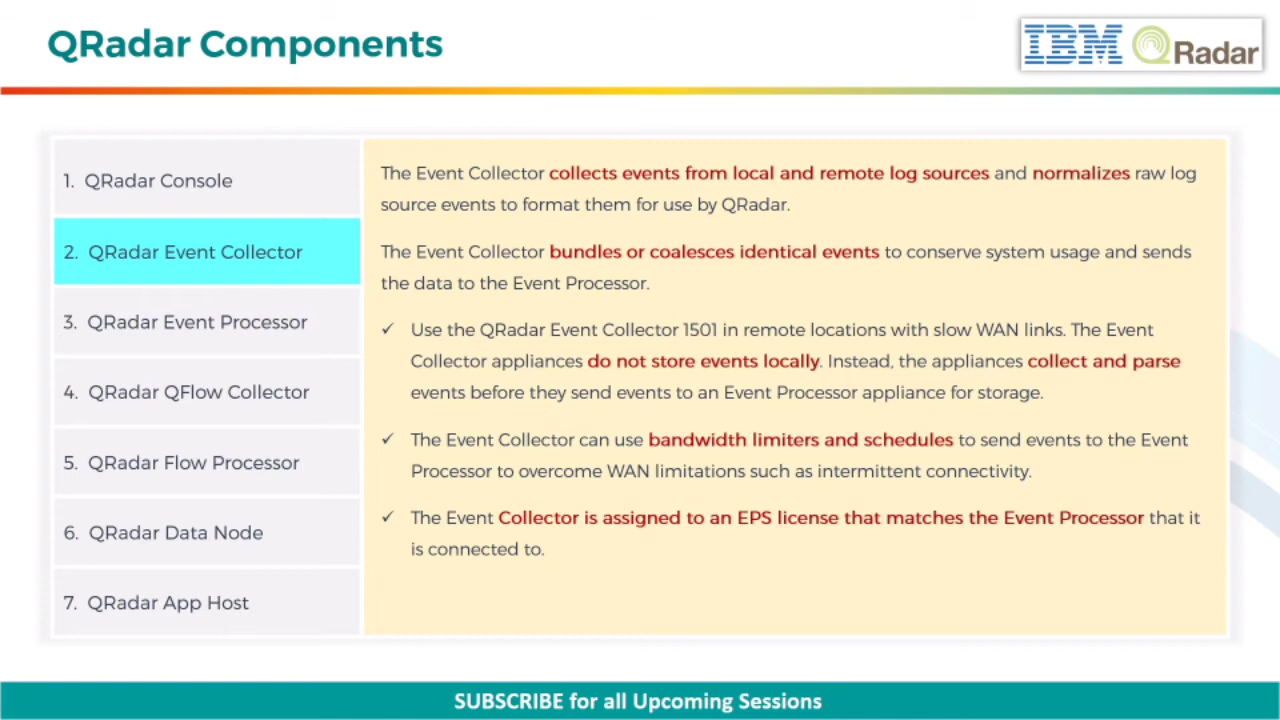 QRadar Components
IBM QRadar
1. QRadar Console
2. QRadar Event Collector
3. QRadar Event Processor
4. QRadar QFlow Collector
5. QRadar Flow Processor
6. QRadar Data Node
7. QRadar App Host
The Event Collector collects events from local and remote log sources and normalizes raw log
source events to format them for use by QRadar.
The Event Collector bundles or coalesces identical events to conserve system usage and sends
the data to the Event Processor.
✓ Use the QRadar Event Collector 1501 in remote locations with slow WAN links. The Event
Collector appliances do not store events locally. Instead, the appliances collect and parse
events before they send events to an Event Processor appliance for storage.
✓ The Event Collector can use bandwidth limiters and schedules to send events to the Event
Processor to overcome WAN limitations such as intermittent connectivity.
✓ The Event Collector is assigned to an EPS license that matches the Event Processor that it
is connected to.
SUBSCRIBE for all Upcoming Sessions